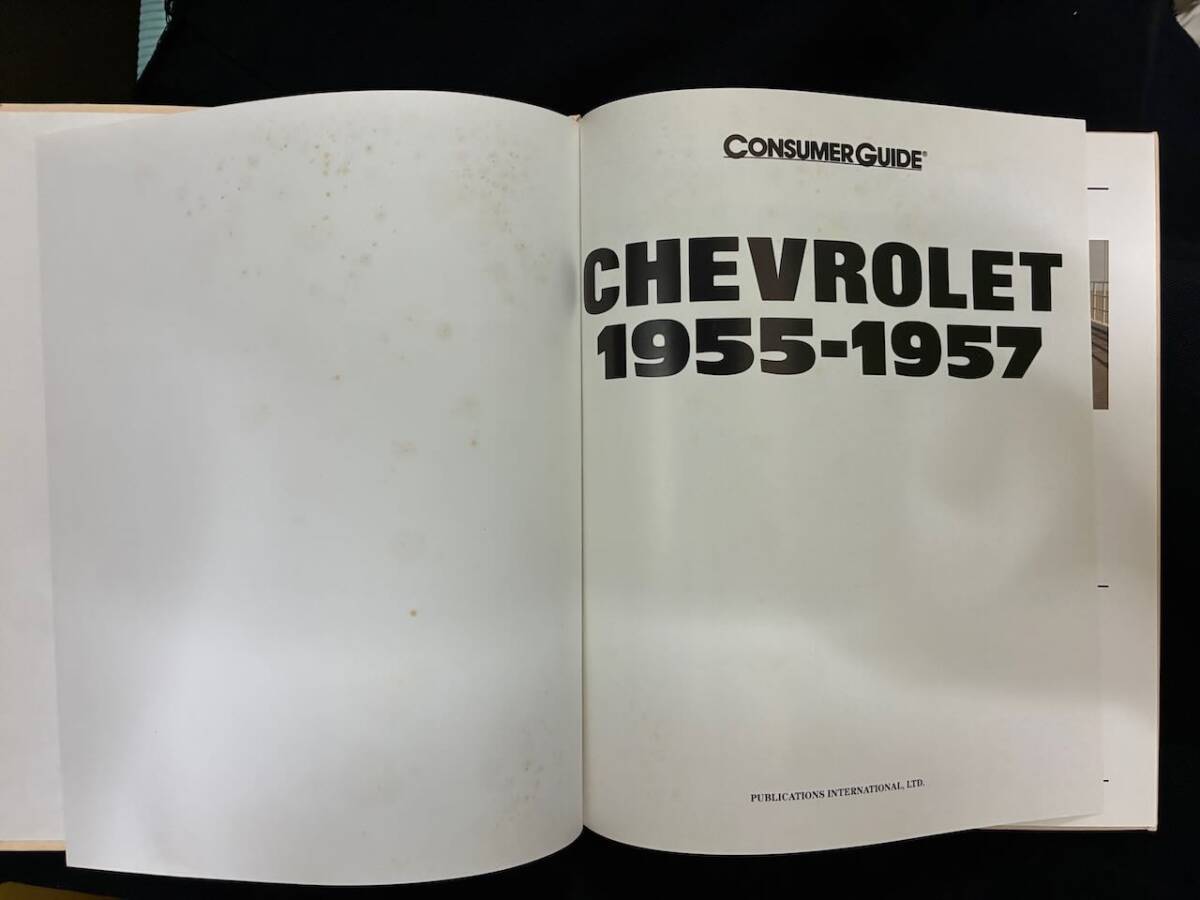 CONSUMER GUIDE®
CHEVROLET
1955-1957
PUBLICATIONS INTERNATIONAL, LTD.